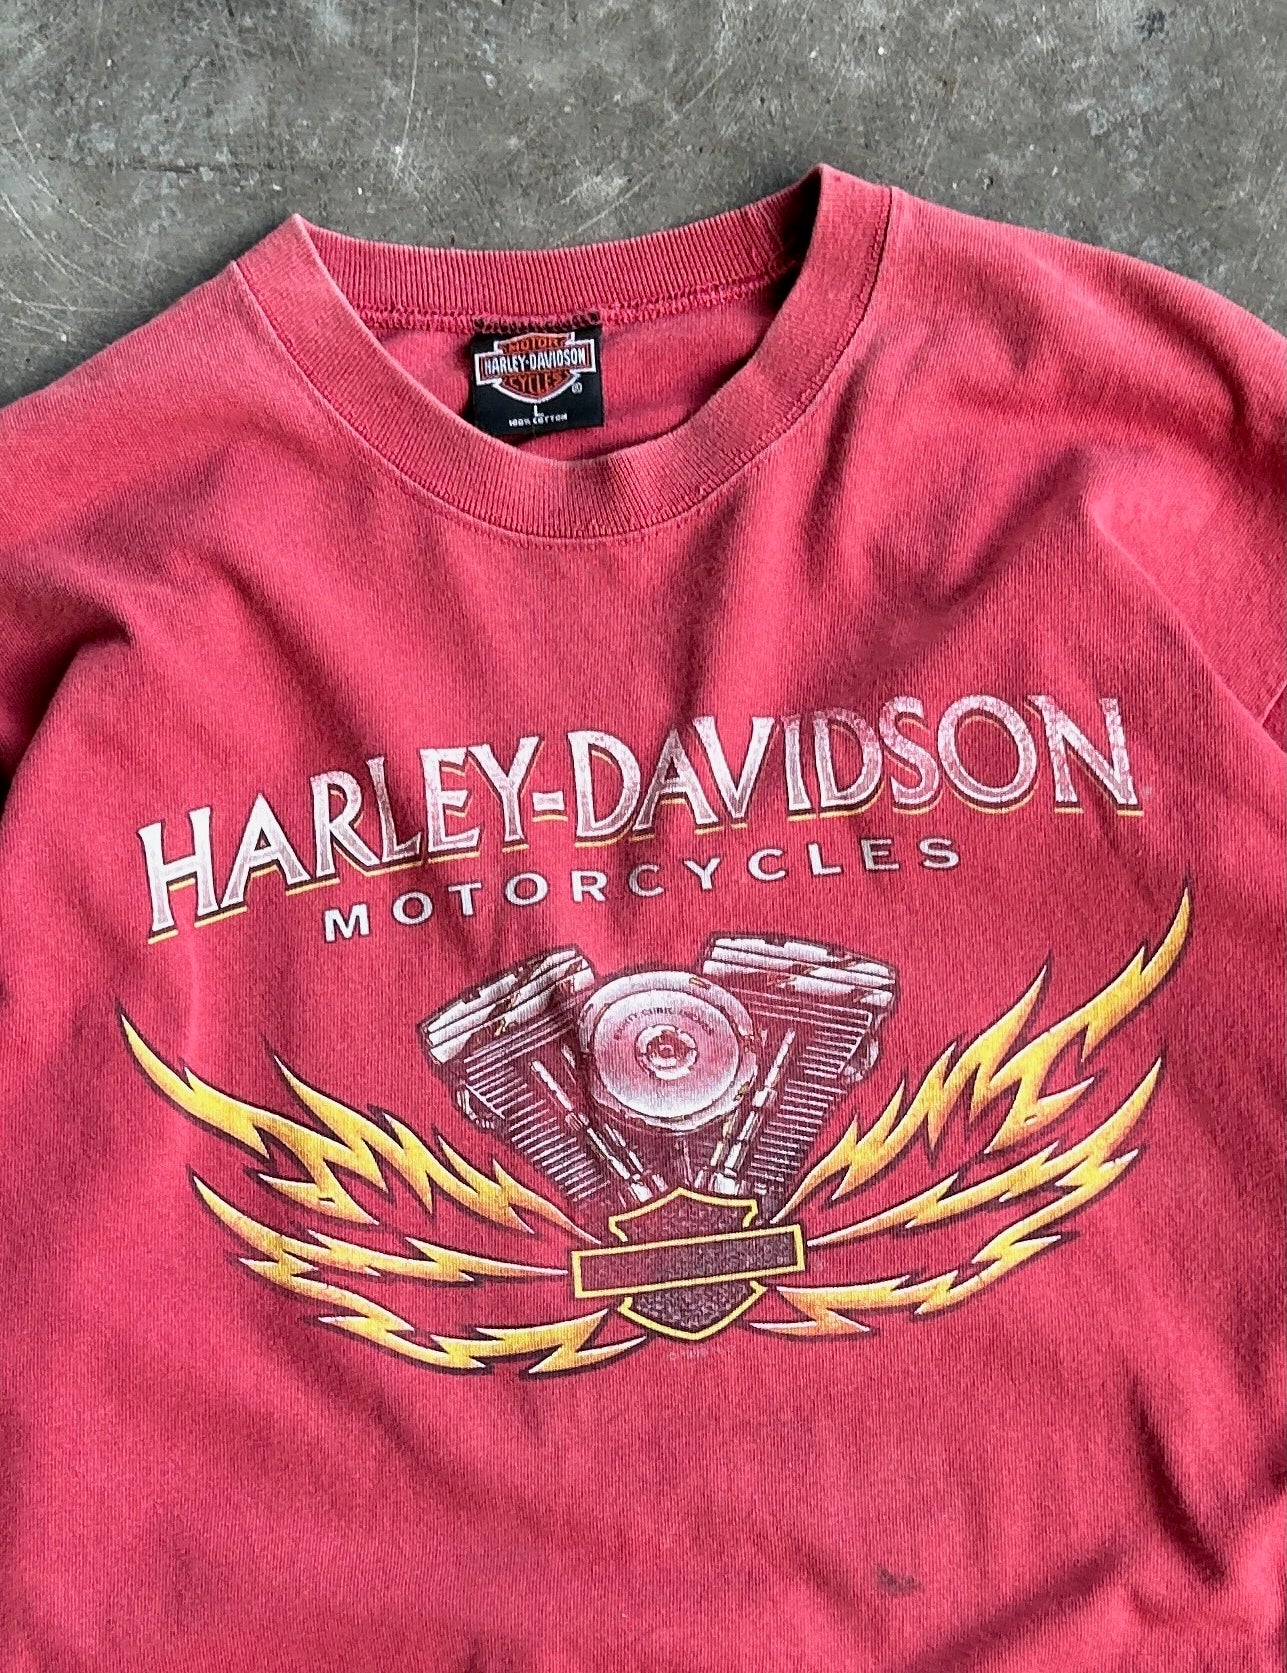 MOTOR
HARLEY-DAVIDSON
CYCLES
®
L
100% COTTON
HARLEY-DAVIDSON
MOTORCYCLES